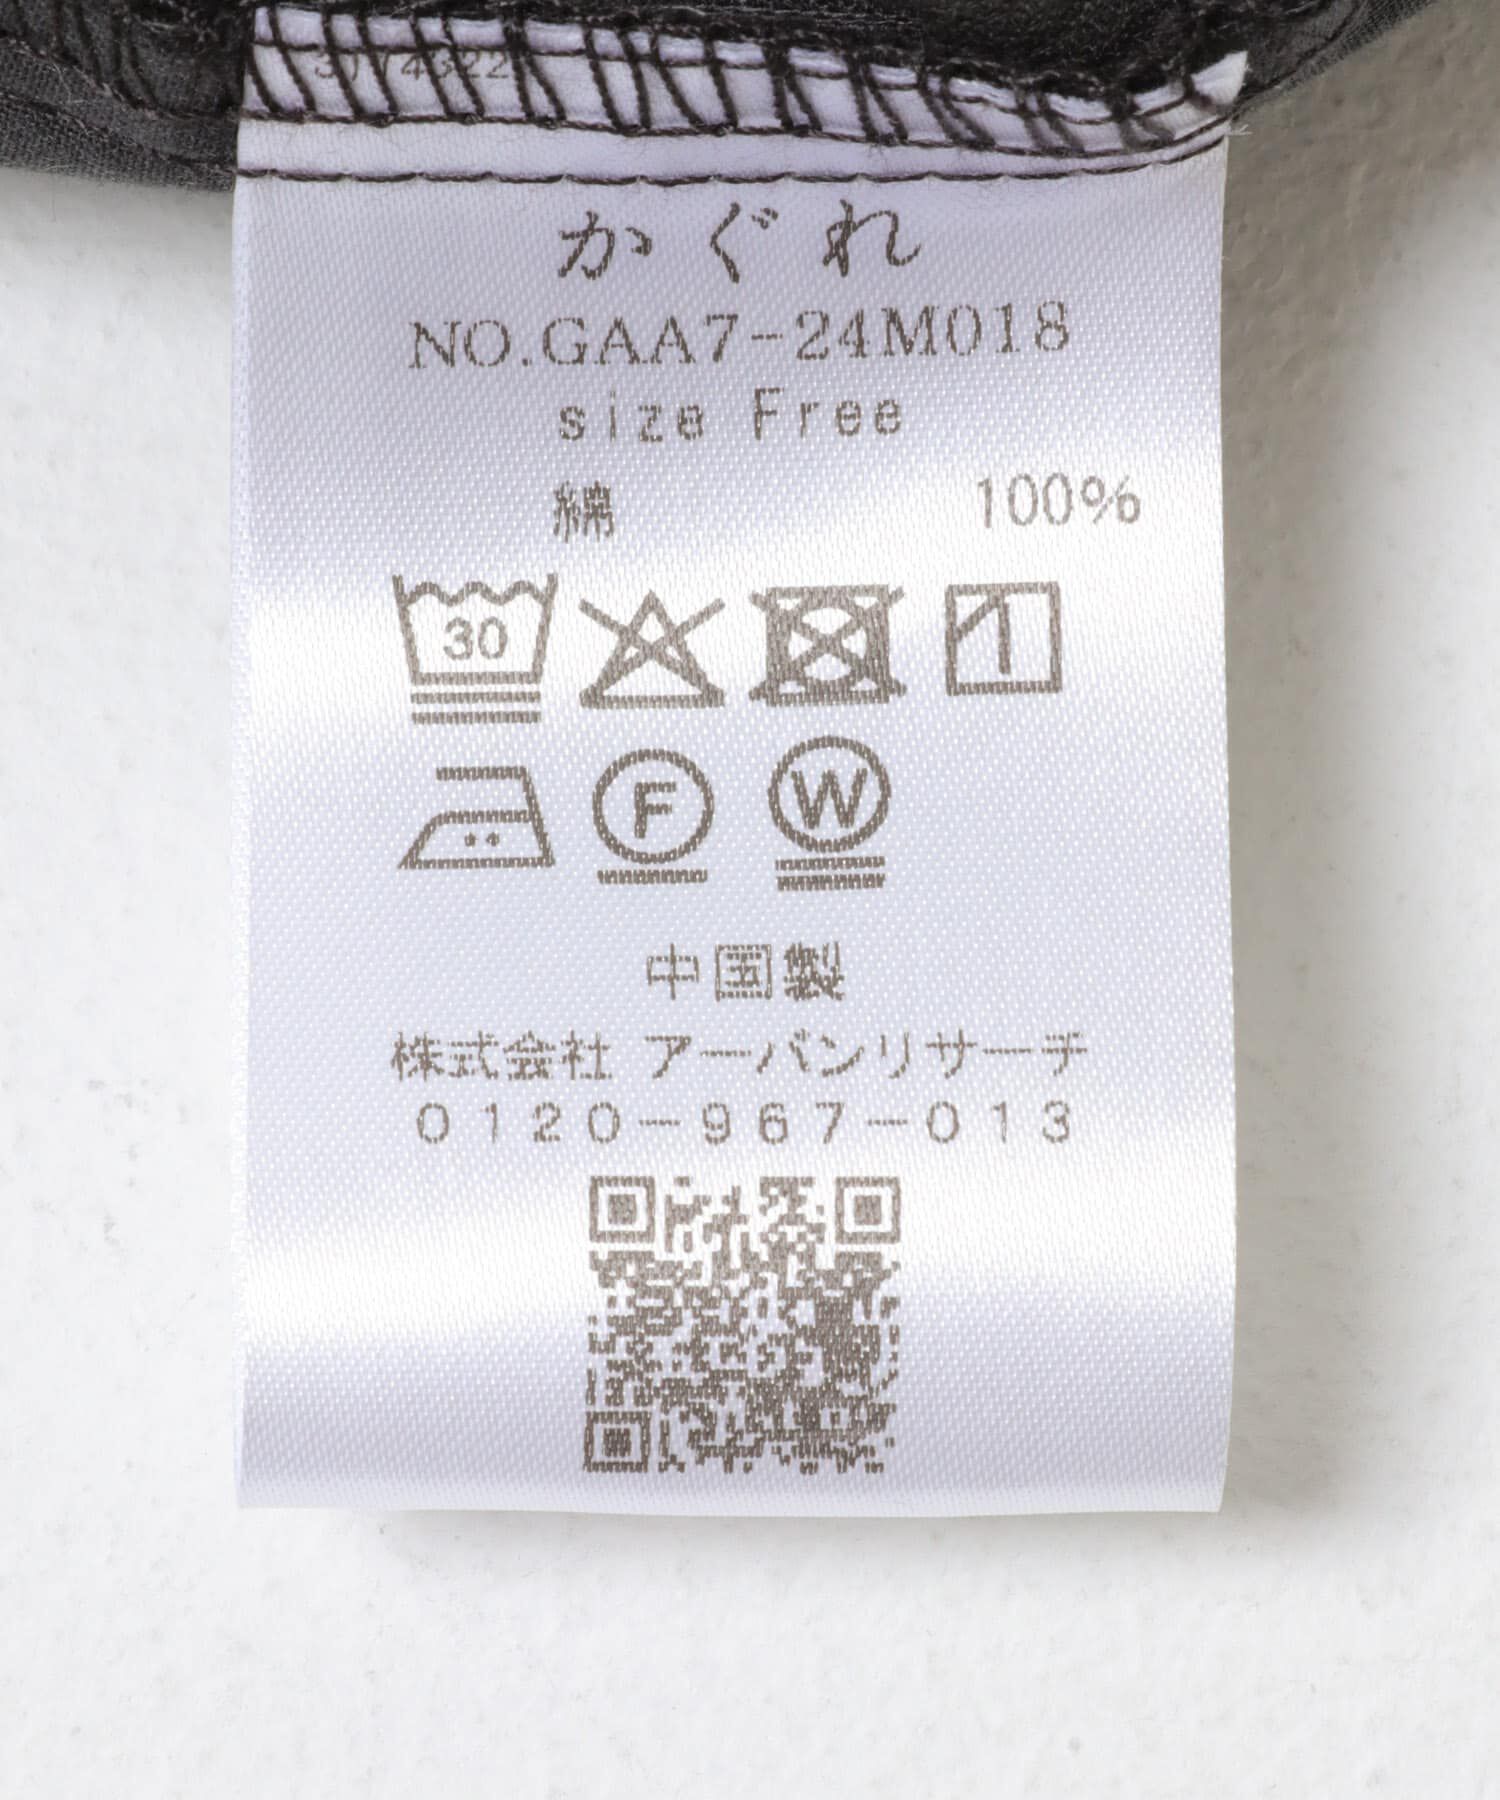 かぐれ
NO.GAA7-24M018
size Free
綿 100%
30
F W
中国製
株式会社 アーバンリサーチ
0120-967-013